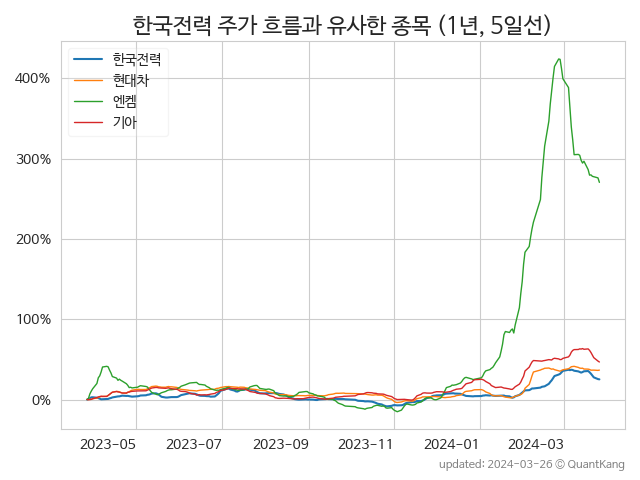 한국전력 주가 흐름과 유사한 종목 (1년, 5일선)
한국전력
현대차
엔켐
기아
400%
300%
200%
100%
0%
2023-05 2023-07 2023-09 2023-11 2024-01 2024-03
updated: 2024-03-26 © QuantKang